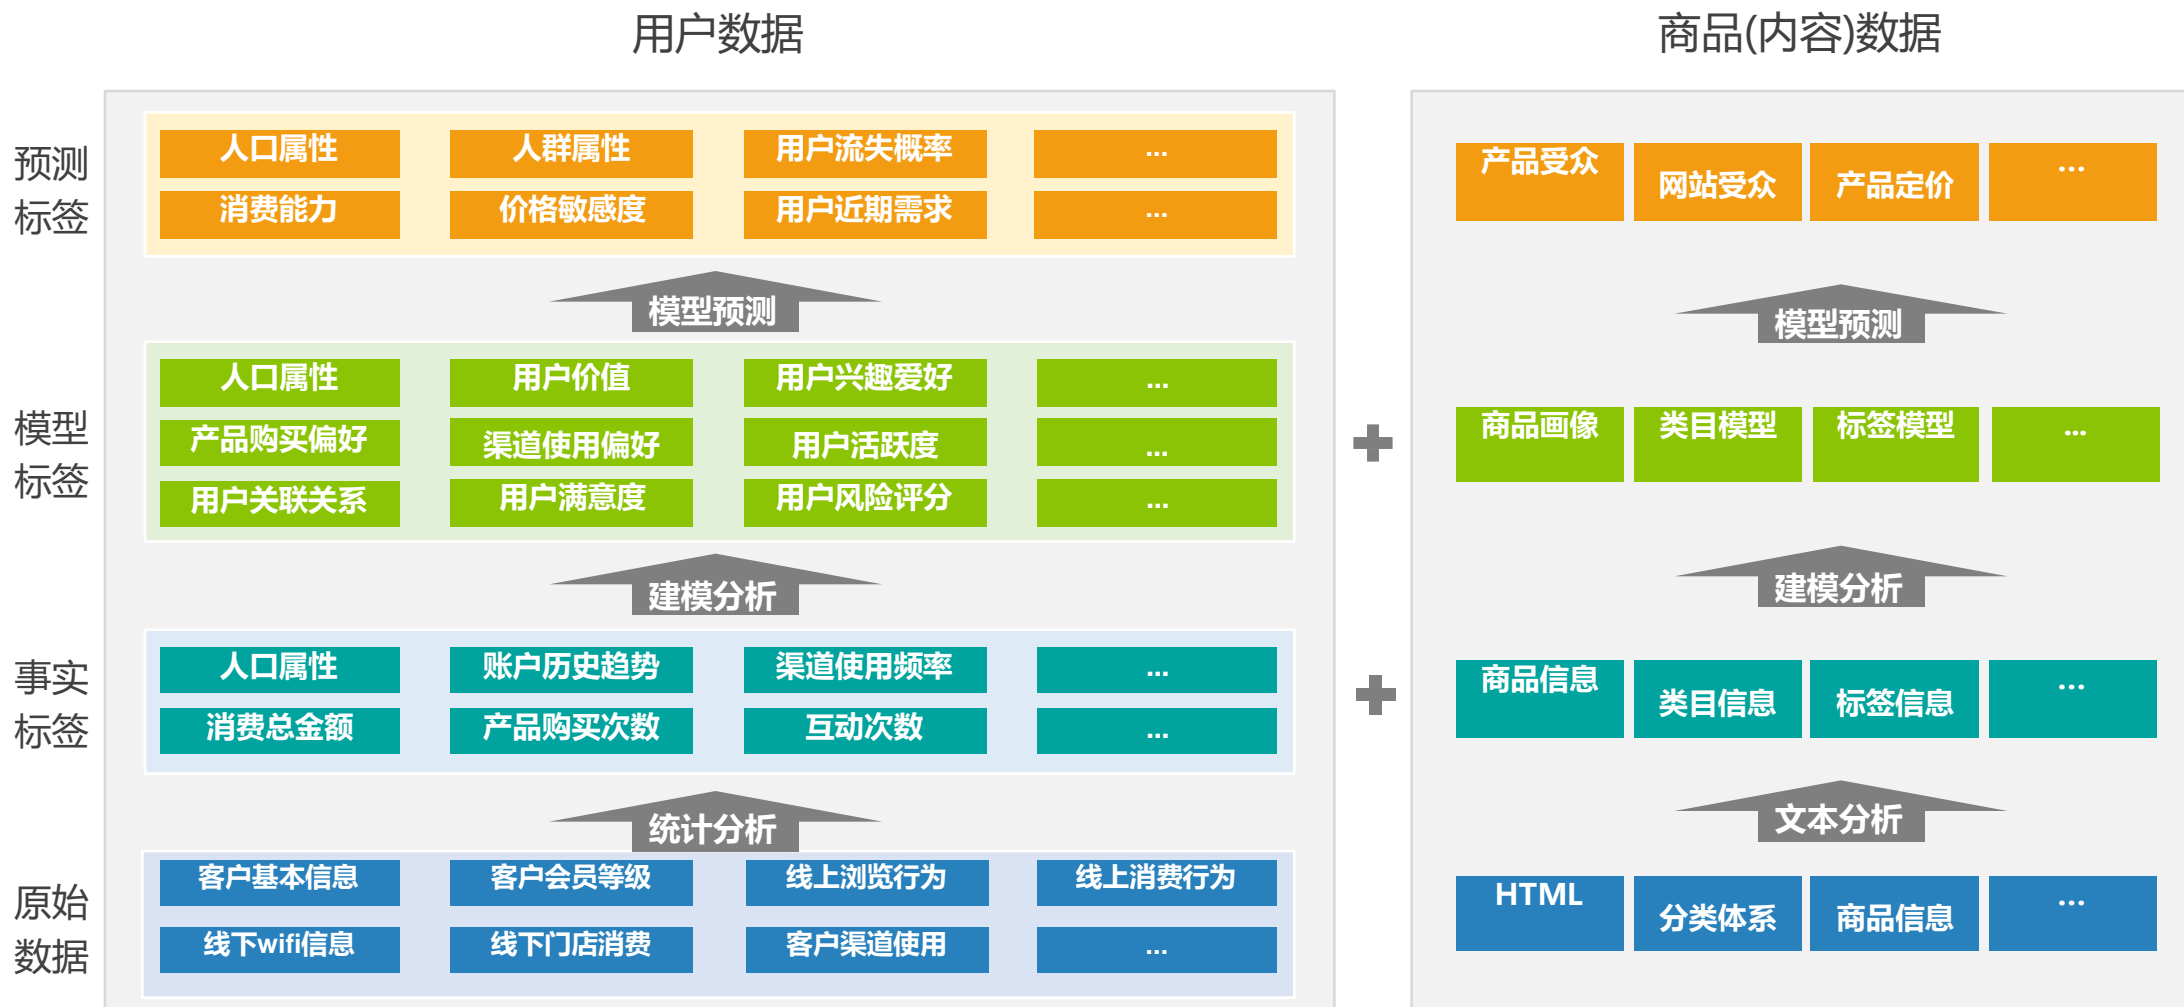 用户数据
商品(内容)数据
预测
标签
人口属性
人群属性
用户流失概率
...
消费能力
价格敏感度
用户近期需求
...
产品受众
网站受众
产品定价
...
模型预测
模型预测
模型
标签
人口属性
用户价值
用户兴趣爱好
...
产品购买偏好
渠道使用偏好
用户活跃度
...
用户关联关系
用户满意度
用户风险评分
...
商品画像
类目模型
标签模型
...
建模分析
建模分析
事实
标签
人口属性
账户历史趋势
渠道使用频率
...
消费总金额
产品购买次数
互动次数
...
商品信息
类目信息
标签信息
...
统计分析
文本分析
原始
数据
客户基本信息
客户会员等级
线上浏览行为
线上消费行为
线下wifi信息
线下门店消费
客户渠道使用
...
HTML
分类体系
商品信息
...